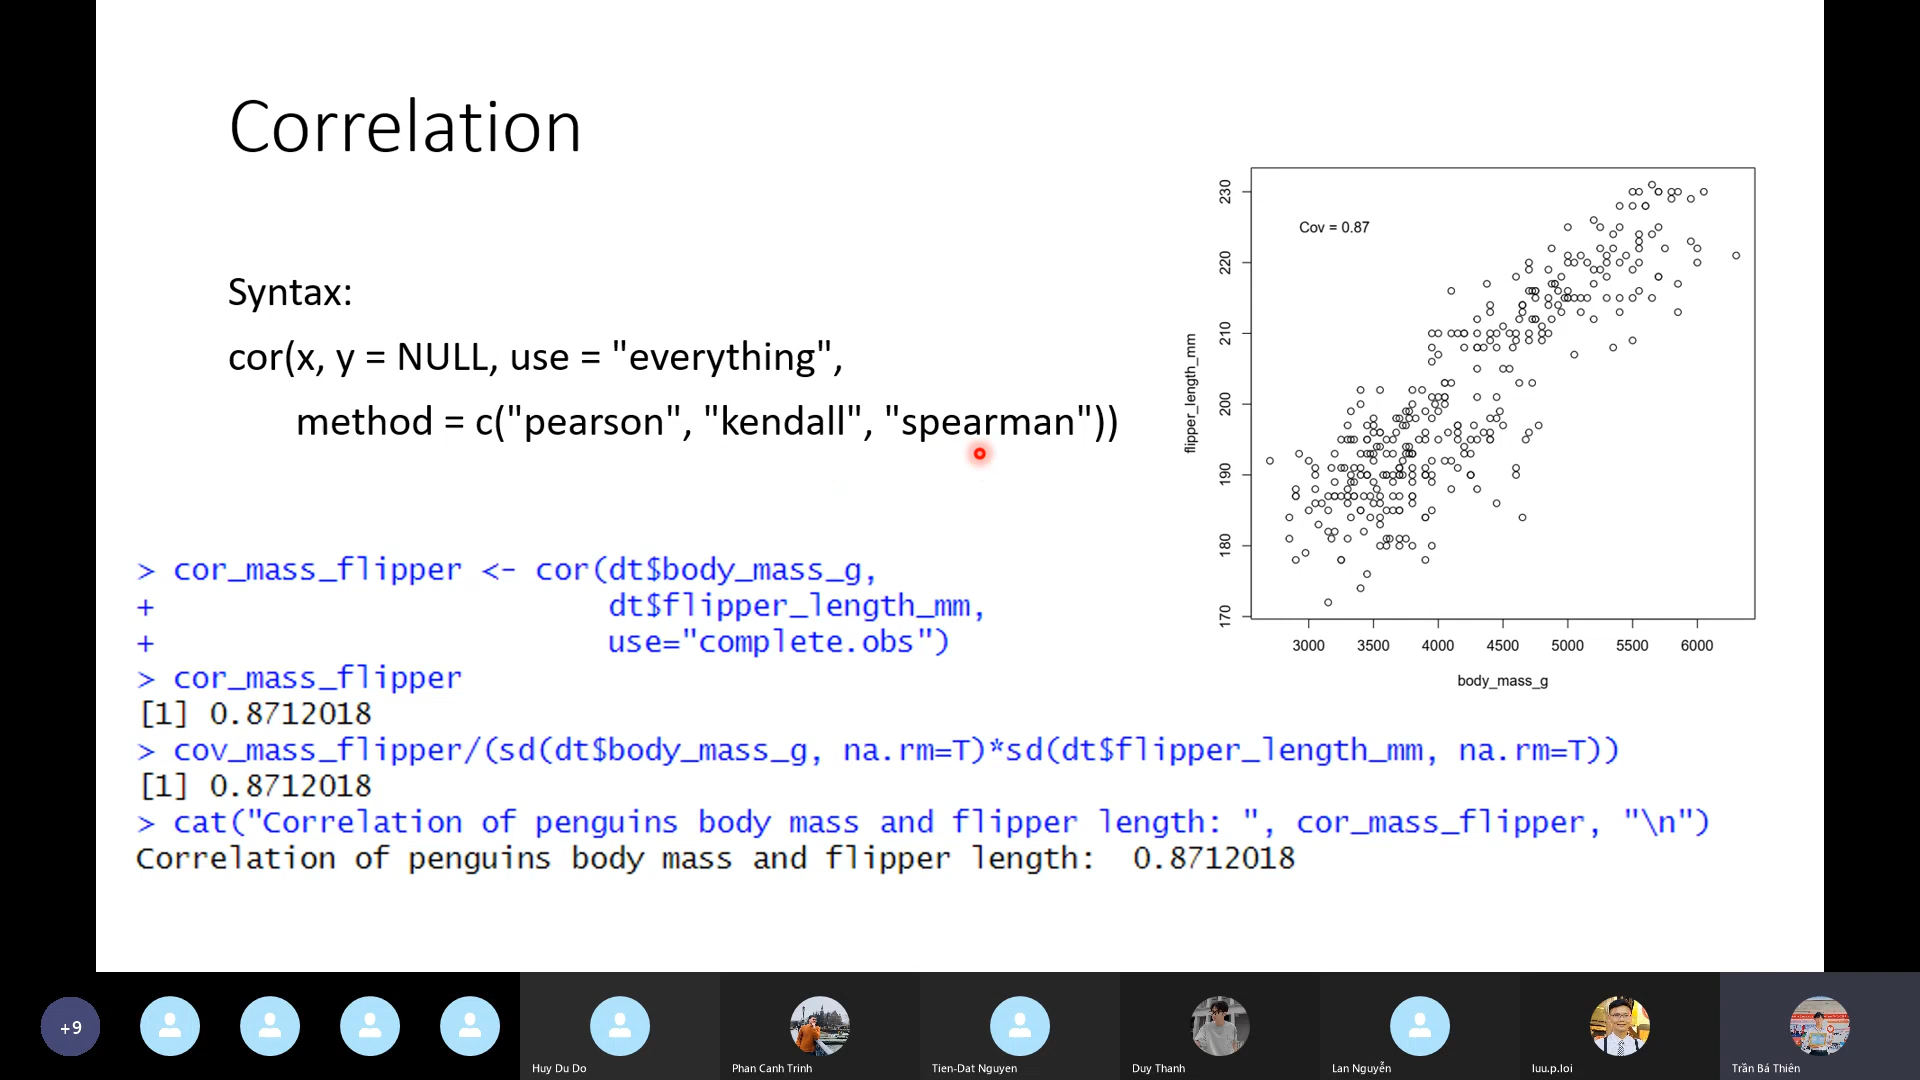 Correlation
Syntax:
cor(x, y = NULL, use = "everything",
method = c("pearson", "kendall", "spearman"))
> cor_mass_flipper <- cor(dt$body_mass_g,
+ dt$flipper_length_mm,
+ use="complete.obs")
> cor_mass_flipper
[1] 0.8712018
> cov_mass_flipper/(sd(dt$body_mass_g, na.rm=T)*sd(dt$flipper_length_mm, na.rm=T))
[1] 0.8712018
> cat("Correlation of penguins body mass and flipper length: ", cor_mass_flipper, "\n")
Correlation of penguins body mass and flipper length:  0.8712018
Cov = 0.87
flipper_length_mm
230
220
210
200
190
180
170
3000 3500 4000 4500 5000 5500 6000
body_mass_g
+9
Huy Du Do
Phan Canh Trinh
Tien-Dat Nguyen
Duy Thanh
Lan Nguyễn
luu.p.loi
Trần Bá Thiên